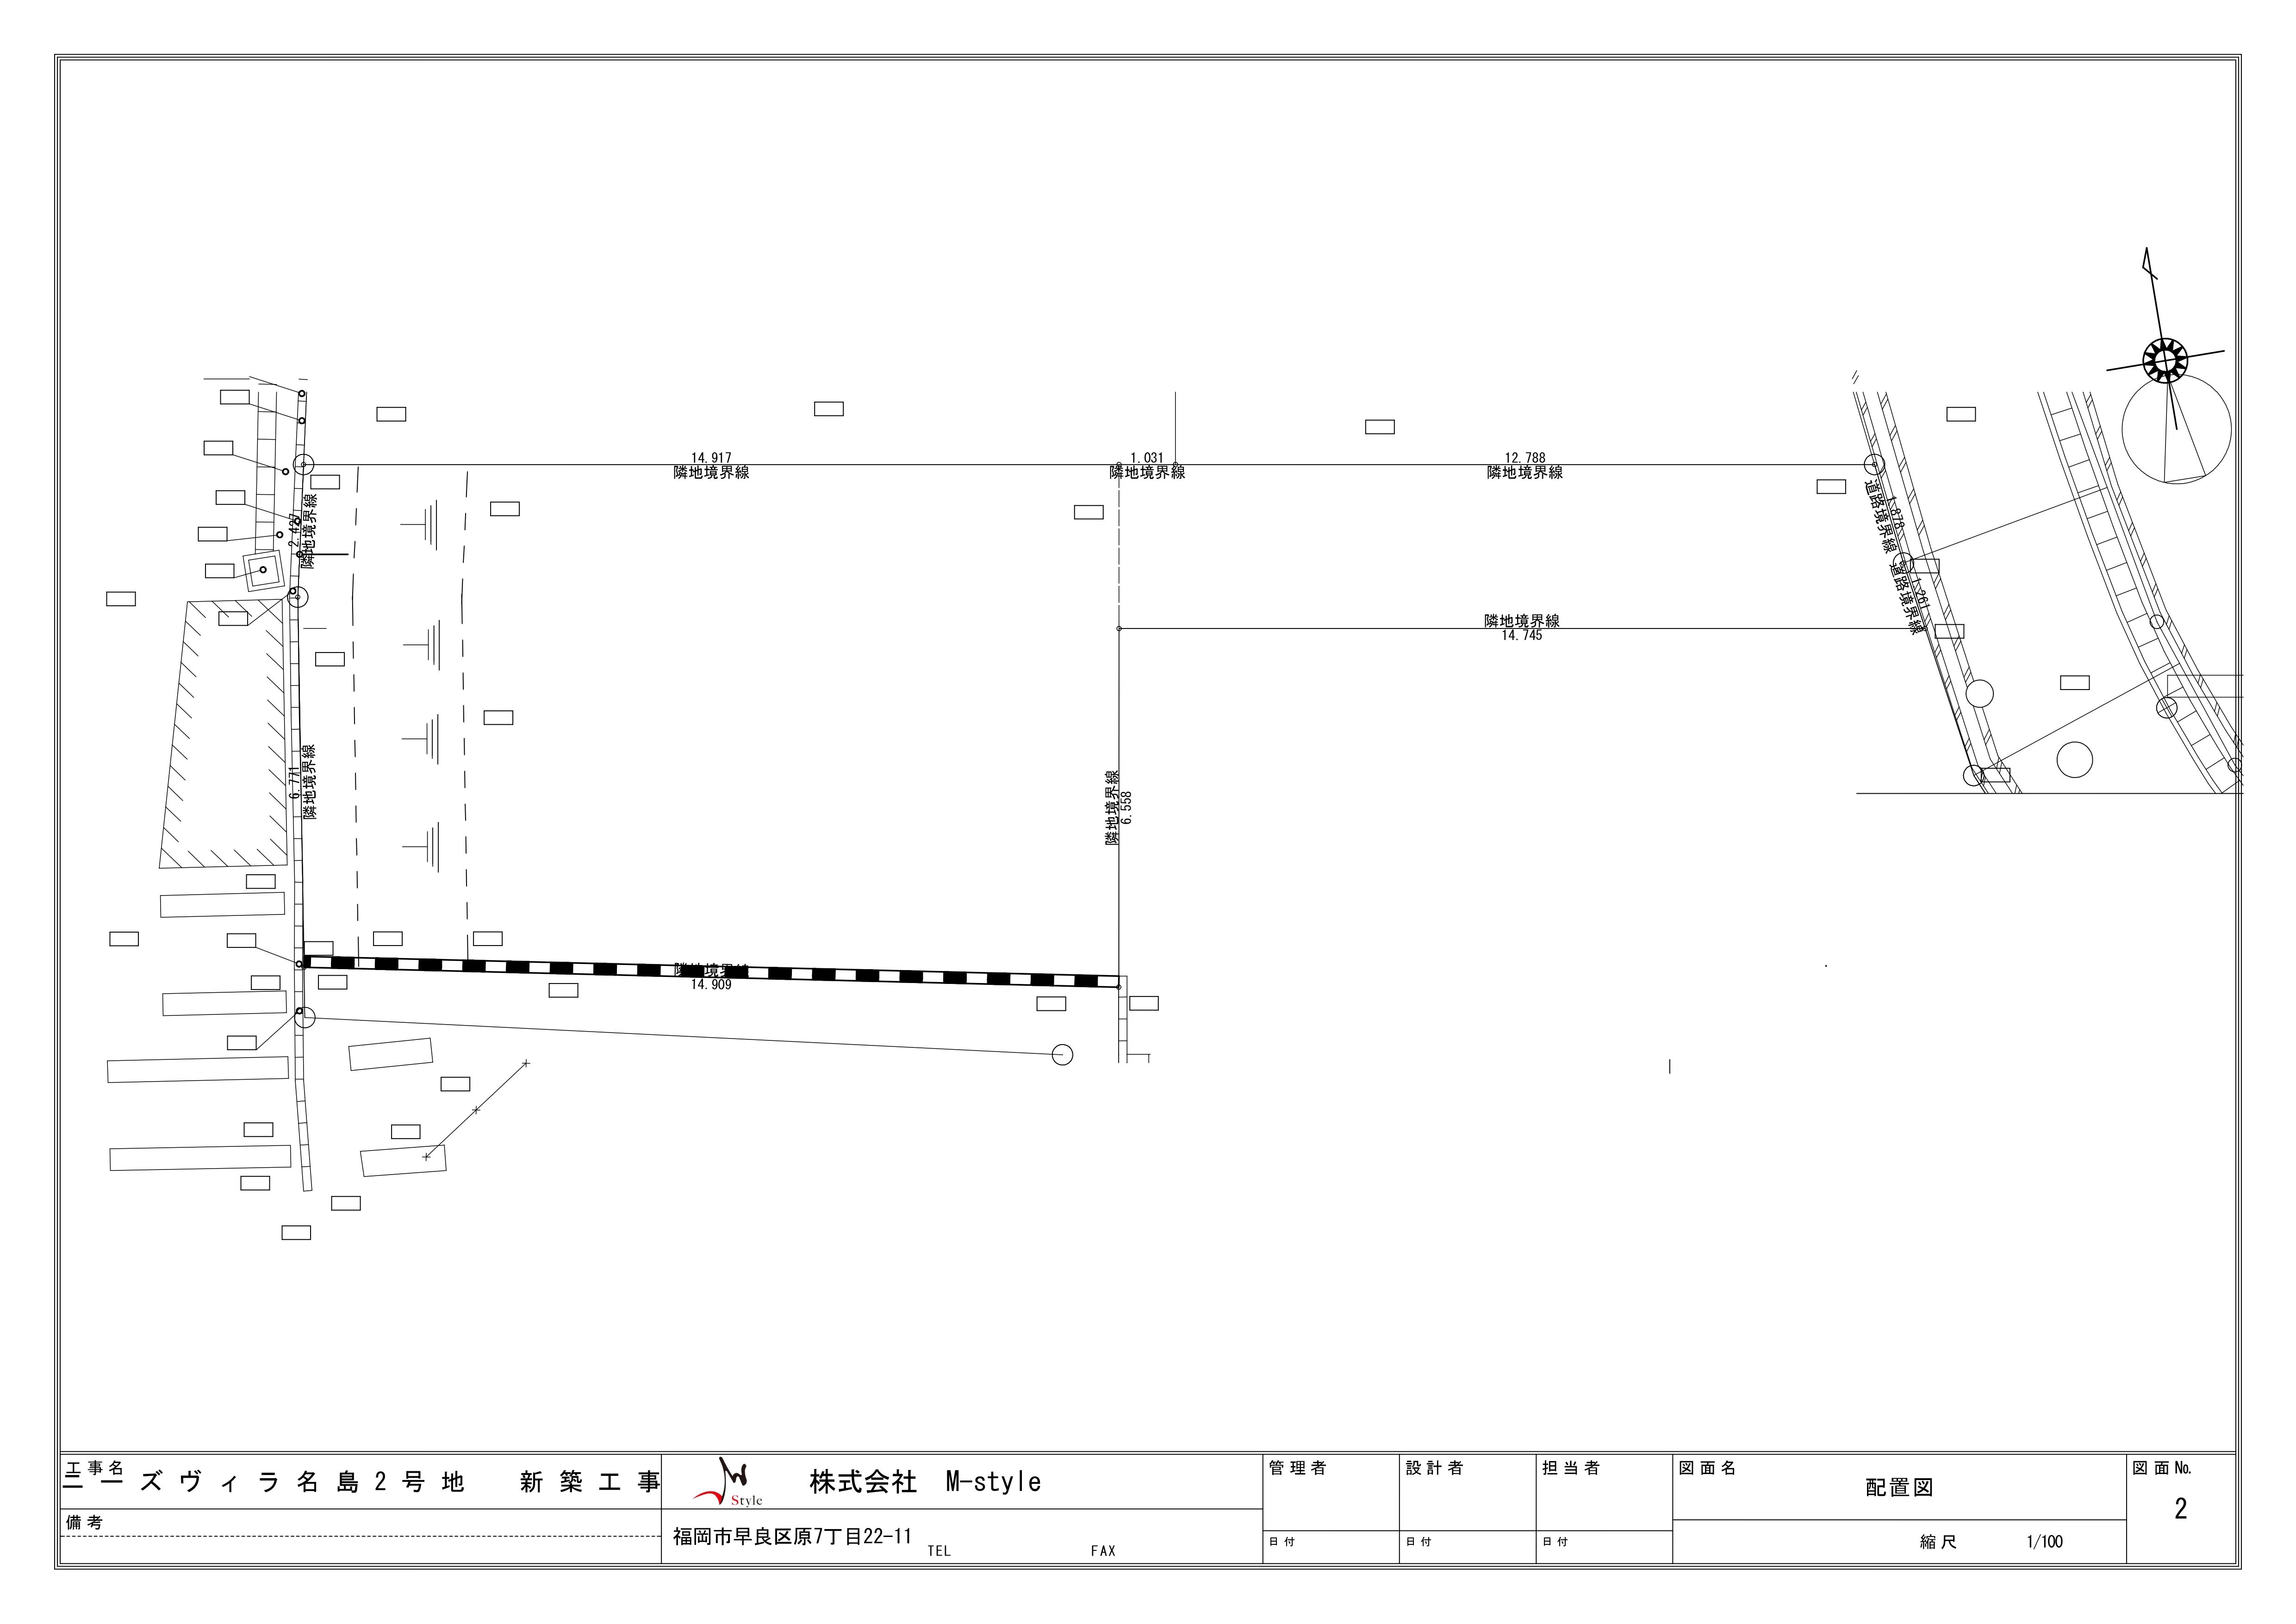 14.917
隣地境界線
1.031
隣地境界線
12.788
隣地境界線
1.878
道路境界線
1.261
道路境界線
2.427
隣地境界線
隣地境界線
14.745
6.771
隣地境界線
隣地境界線
6.558
隣地境界線
14.909
工事名
ニーズヴィラ名島2号地　新築工事
備考
Style
株式会社　M-style
福岡市早良区原7丁目22-11
TEL
FAX
管理者
日付
設計者
日付
担当者
日付
図面名
配置図
縮尺
1/100
図面No.
2